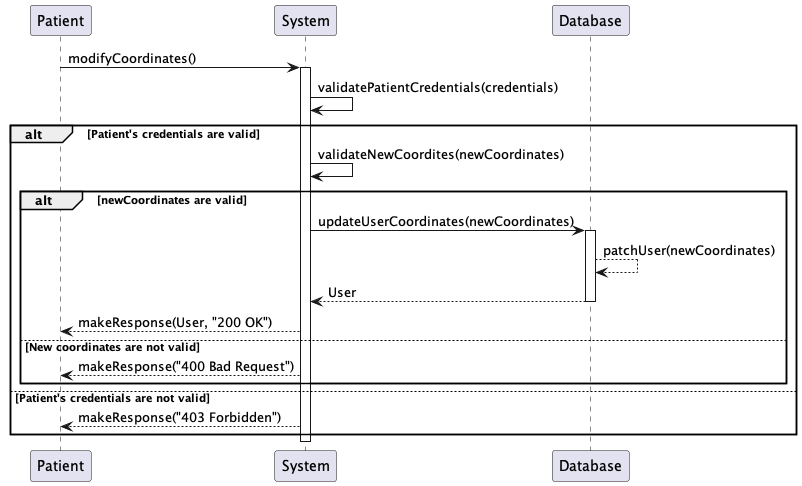 Patient System Database
modifyCoordinates()
validatePatientCredentials(credentials)
alt [Patient's credentials are valid]
validateNewCoordites(newCoordinates)
alt [newCoordinates are valid]
updateUserCoordinates(newCoordinates)
patchUser(newCoordinates)
User
makeResponse(User, "200 OK")
[New coordinates are not valid]
makeResponse("400 Bad Request")
[Patient's credentials are not valid]
makeResponse("403 Forbidden")
Patient System Database